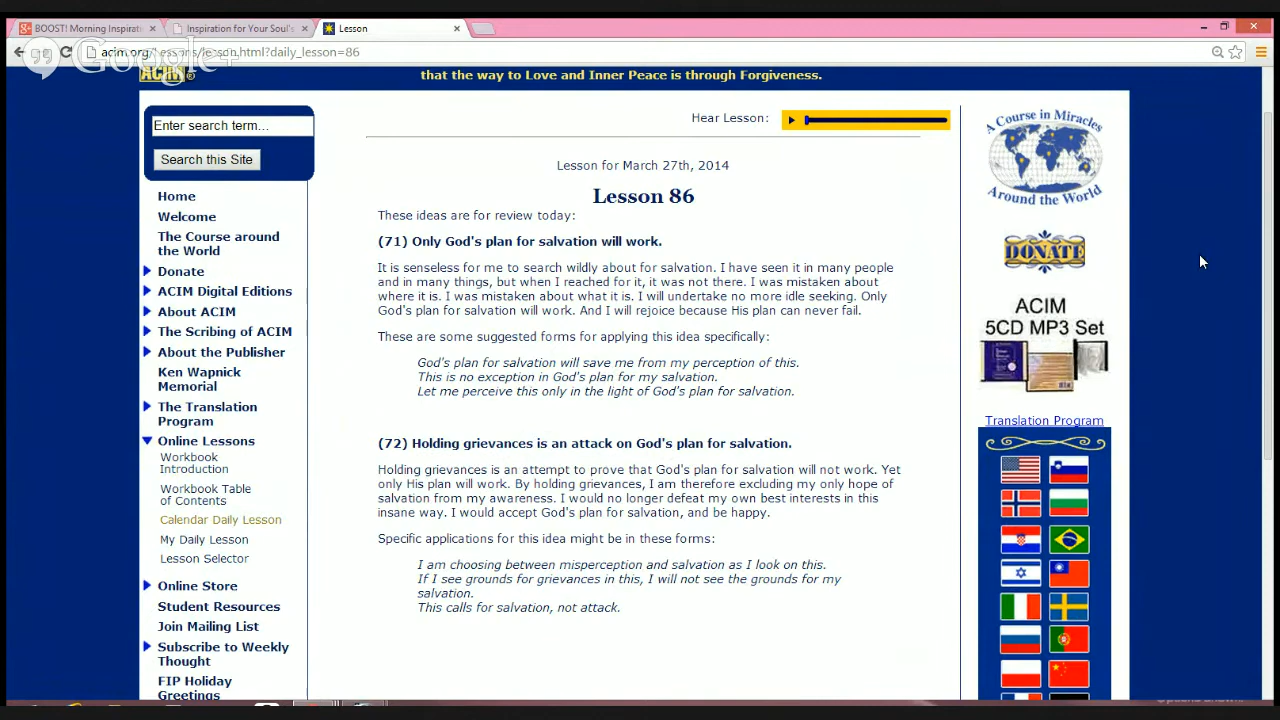 BOOST! Morning Inspirati
Inspiration for Your Soul's
Lesson
Google+
acim.org/Lessons/lesson.html?daily_lesson=86
ACIM®
that the way to Love and Inner Peace is through Forgiveness.
Enter search term...
Search this Site
Home
Welcome
The Course around
the World
Donate
ACIM Digital Editions
About ACIM
The Scribing of ACIM
About the Publisher
Ken Wapnick
Memorial
The Translation
Program
Online Lessons
Workbook
Introduction
Workbook Table
of Contents
Calendar Daily Lesson
My Daily Lesson
Lesson Selector
Online Store
Student Resources
Join Mailing List
Subscribe to Weekly
Thought
FIP Holiday
Greetings
Hear Lesson:
Lesson for March 27th, 2014
Lesson 86
These ideas are for review today:
(71) Only God's plan for salvation will work.
It is senseless for me to search wildly about for salvation. I have seen it in many people
and in many things, but when I reached for it, it was not there. I was mistaken about
where it is. I was mistaken about what it is. I will undertake no more idle seeking. Only
God's plan for salvation will work. And I will rejoice because His plan can never fail.
These are some suggested forms for applying this idea specifically:
God's plan for salvation will save me from my perception of this.
This is no exception in God's plan for my salvation.
Let me perceive this only in the light of God's plan for salvation.
(72) Holding grievances is an attack on God's plan for salvation.
Holding grievances is an attempt to prove that God's plan for salvation will not work. Yet
only His plan will work. By holding grievances, I am therefore excluding my only hope of
salvation from my awareness. I would no longer defeat my own best interests in this
insane way. I would accept God's plan for salvation, and be happy.
Specific applications for this idea might be in these forms:
I am choosing between misperception and salvation as I look on this.
If I see grounds for grievances in this, I will not see the grounds for my
salvation.
This calls for salvation, not attack.
A Course in Miracles
Around the World
DONATE
ACIM
5CD MP3 Set
Translation Program